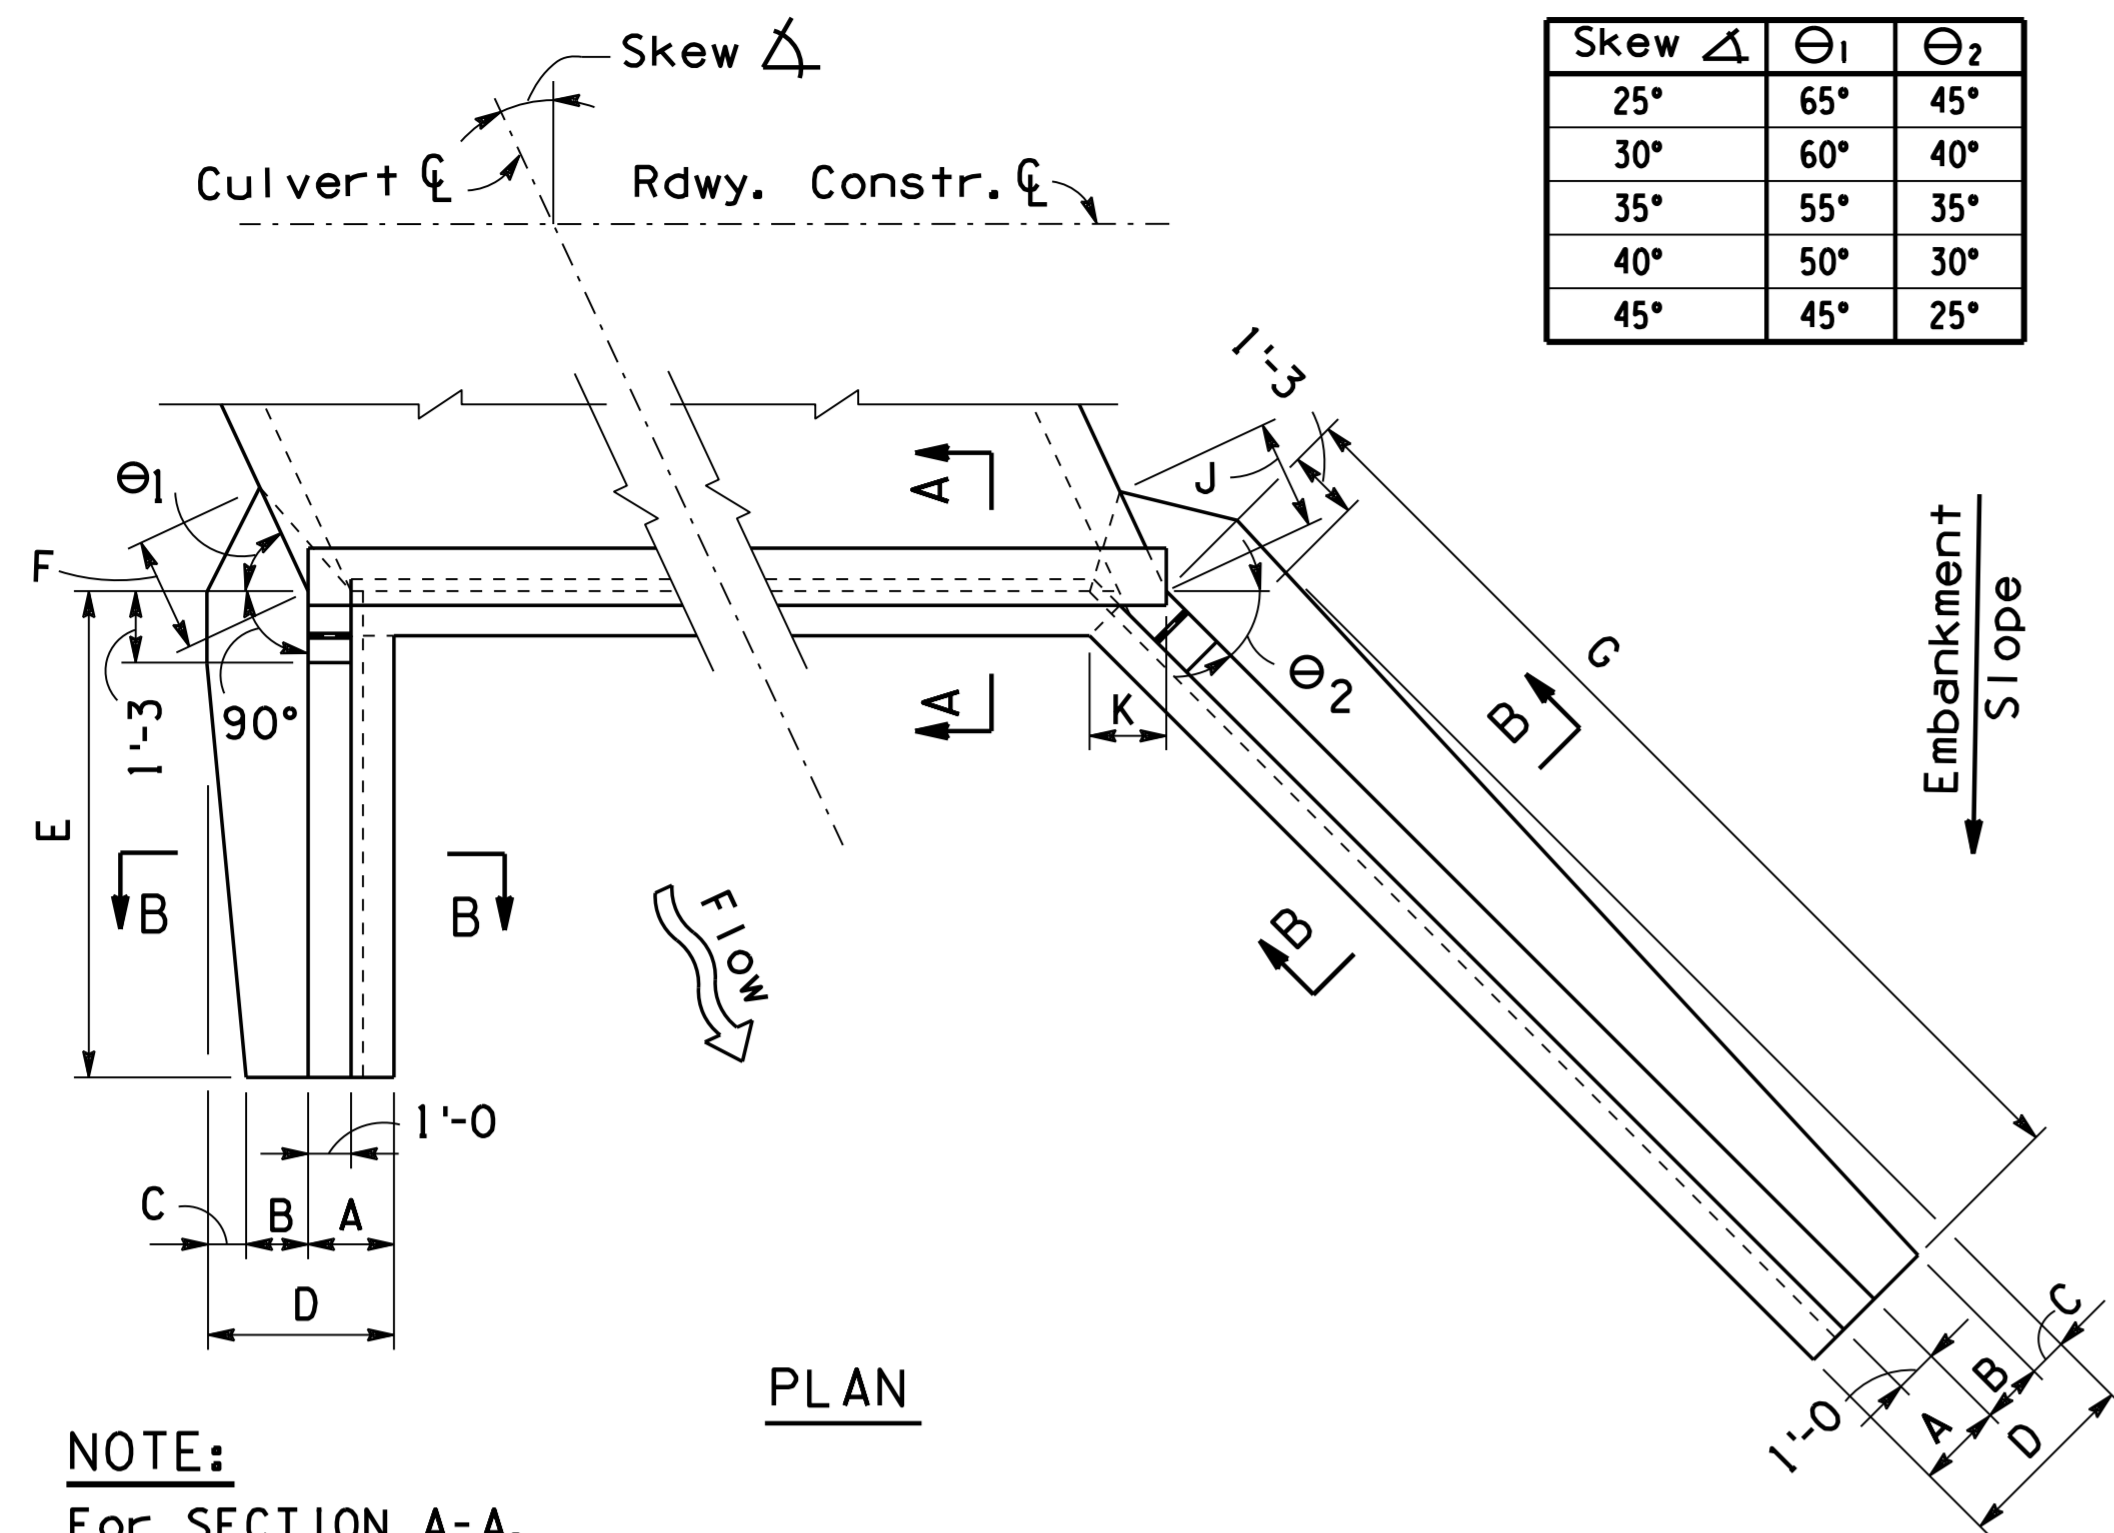 Skew ∡
Culvert ℄
Rdwy. Constr. ℄
Skew ∡ Θ1 Θ2
25° 65° 45°
30° 60° 40°
35° 55° 35°
40° 50° 30°
45° 45° 25°
1'-3
J
A
Θ1
F
G
Embankment
Slope
Θ2
B
K
A
90°
1'-3
E
B
B
B
Flow
1'-0
C
B
A
D
C
B
A
D
1'-0
PLAN
NOTE:
For SECTION A-A,